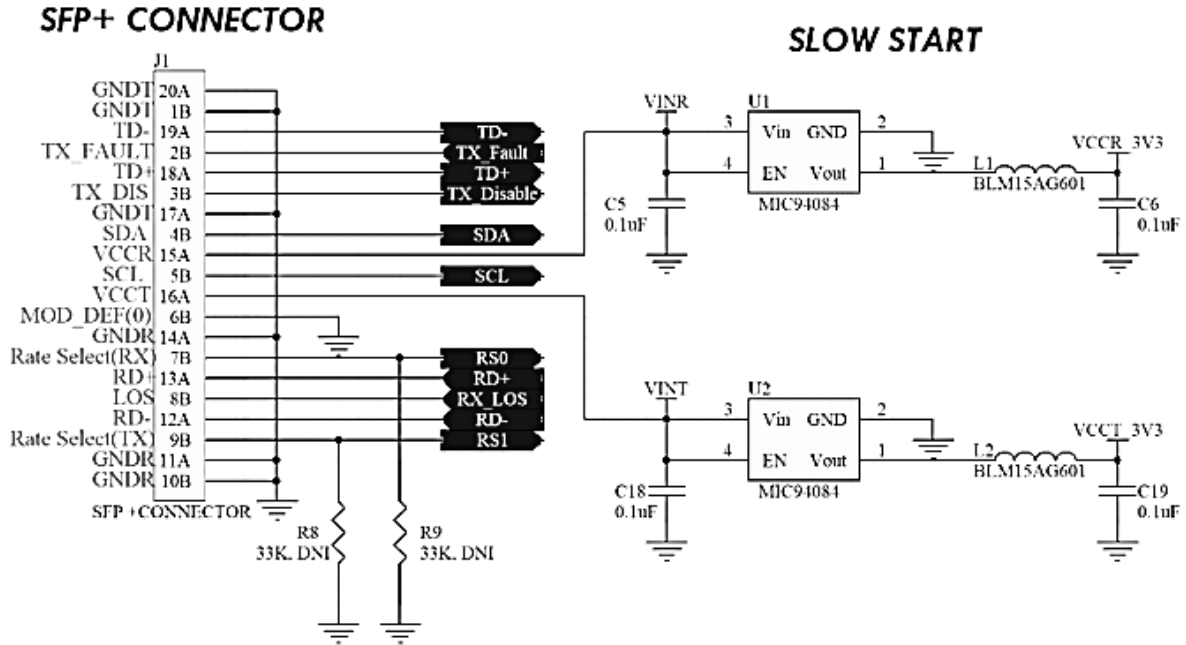 SFP+ CONNECTOR
SLOW START
J1
GNDT 20A
GNDT 1B
TD- 19A TD-
TX_FAULT 2B TX_Fault
TD+ 18A TD+
TX_DIS 3B TX_Disable
GNDT 17A
SDA 4B SDA
VCCR 15A
SCL 5B SCL
VCCT 16A
MOD_DEF(0) 6B
GNDR 14A
Rate Select(RX) 7B RS0
RD+ 13A RD+
LOS 8B RX_LOS
RD- 12A RD-
Rate Select(TX) 9B RS1
GNDR 11A
GNDR 10B
SFP +CONNECTOR
R8
33K, DNI
R9
33K, DNI
VINR
U1
3 Vin GND 2
4 EN Vout 1
MIC94084
C5
0.1uF
L1
BLM15AG601
VCCR_3V3
C6
0.1uF
VINT
U2
3 Vin GND 2
4 EN Vout 1
MIC94084
C18
0.1uF
L2
BLM15AG601
VCCT_3V3
C19
0.1uF